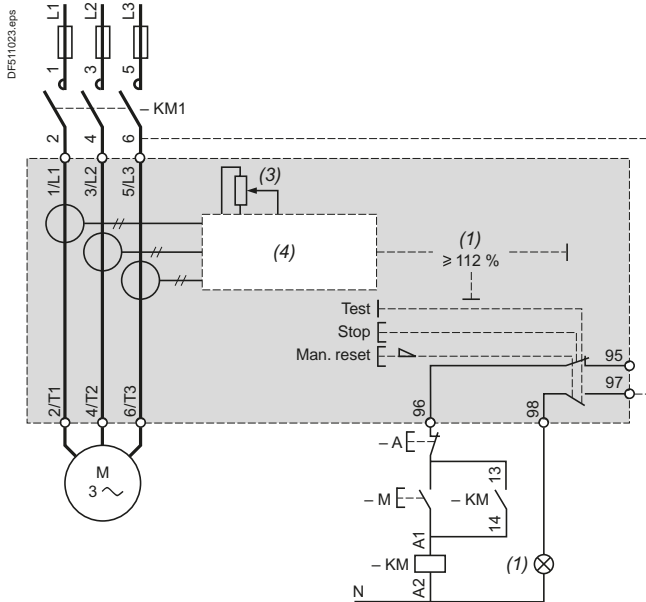 DF511023.eps
L1
L2
L3
1
3
5
– KM1
2
4
6
1/L1
3/L2
5/L3
(3)
(4)
(1)
⩾ 112 %
Test
Stop
Man. reset
95
97
2/T1
4/T2
6/T3
96
98
– A
M
3
– M
– KM
13
14
A1
– KM
A2
(1)
N